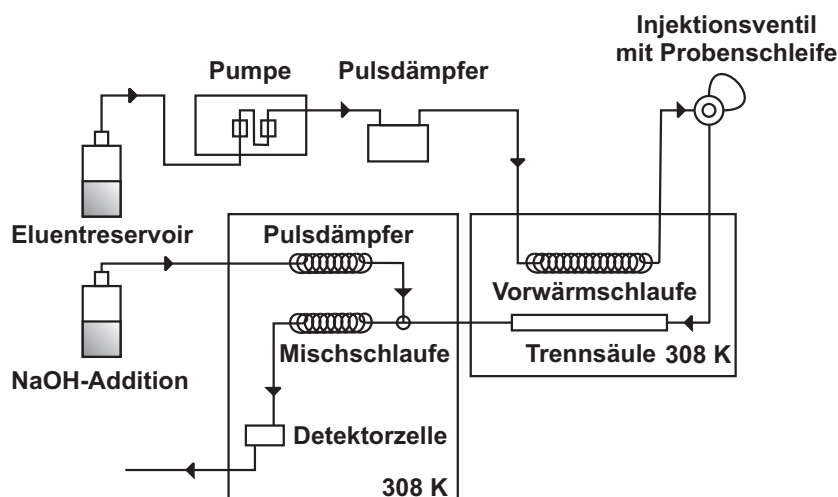 Injektionsventil
mit Probenschleife
Pumpe
Pulsdämpfer
Eluentreservoir
Pulsdämpfer
Vorwärmschlaufe
Mischschlaufe
Trennsäule 308 K
NaOH-Addition
Detektorzelle
308 K